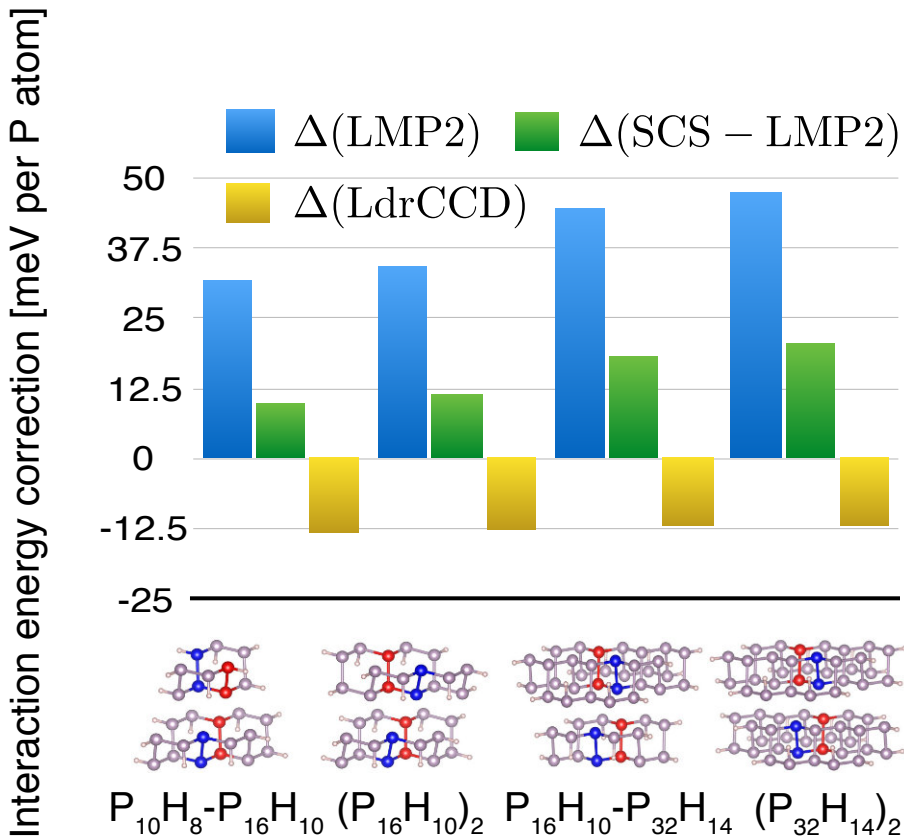 Interaction energy correction [meV per P atom]
Δ(LMP2) Δ(SCS − LMP2)
Δ(LdrCCD)
50
37.5
25
12.5
0
-12.5
-25
P₁₀H₈-P₁₆H₁₀ (P₁₆H₁₀)₂ P₁₆H₁₀-P₃₂H₁₄ (P₃₂H₁₄)₂